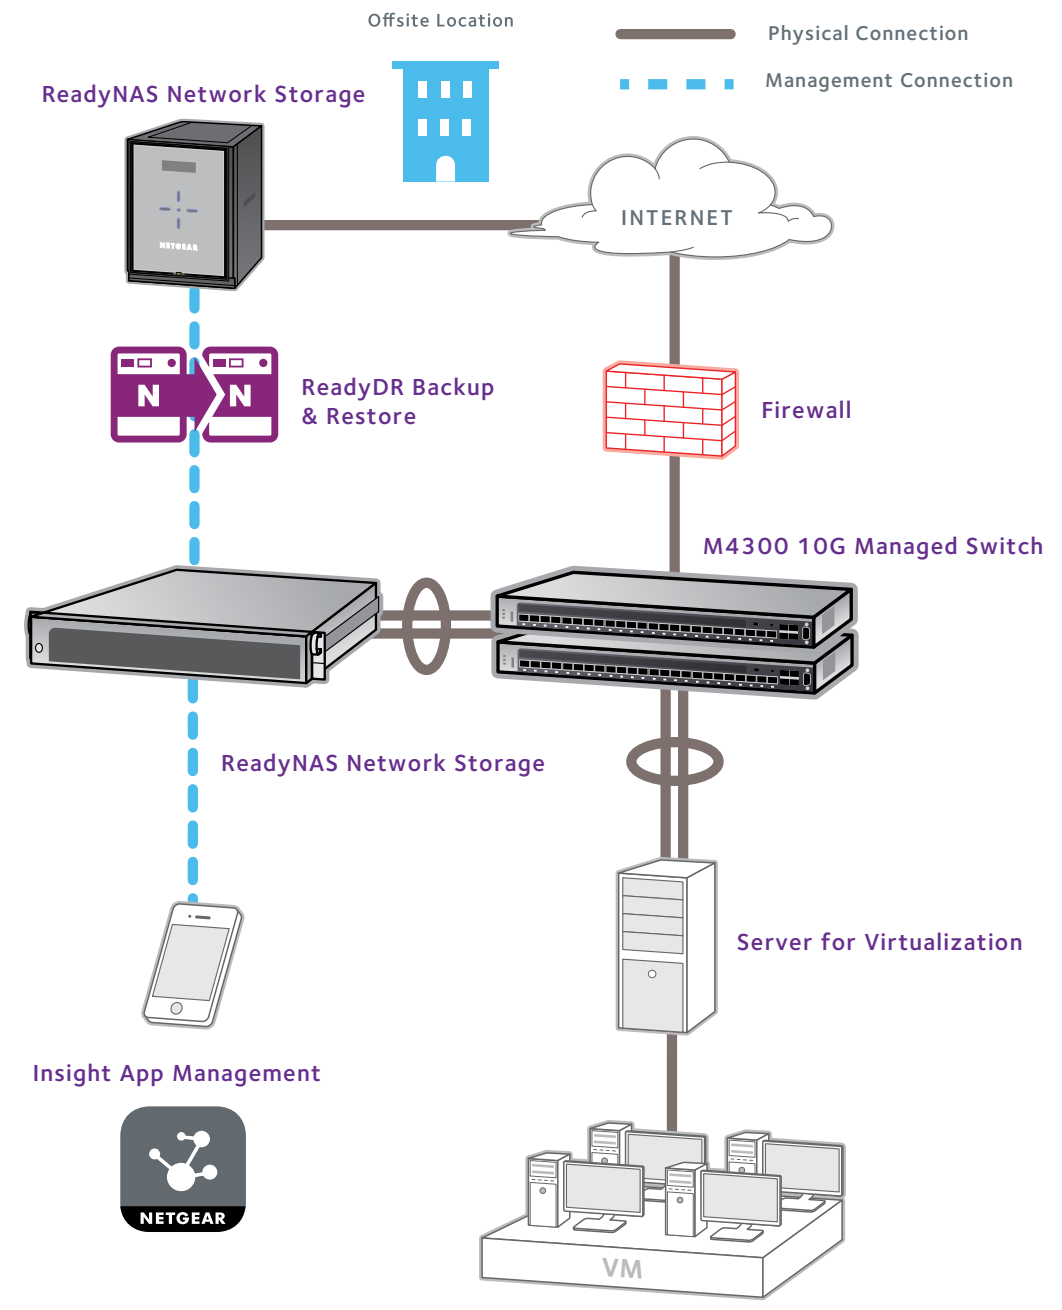 Offsite Location
Physical Connection
Management Connection
ReadyNAS Network Storage
INTERNET
NETGEAR
N N
ReadyDR Backup
& Restore
Firewall
M4300 10G Managed Switch
ReadyNAS Network Storage
Server for Virtualization
Insight App Management
NETGEAR
VM